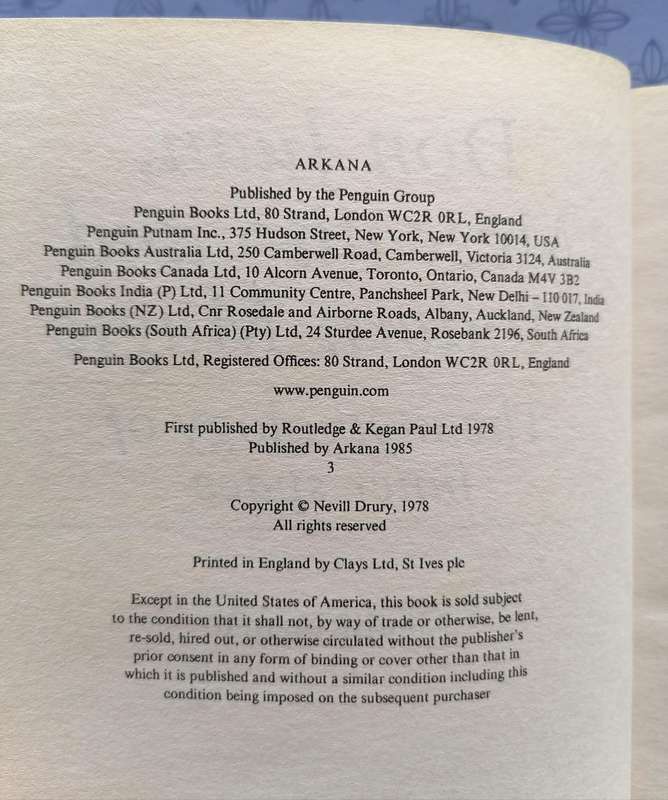 ARKANA
Published by the Penguin Group
Penguin Books Ltd, 80 Strand, London WC2R 0RL, England
Penguin Putnam Inc., 375 Hudson Street, New York, New York 10014, USA
Penguin Books Australia Ltd, 250 Camberwell Road, Camberwell, Victoria 3124, Australia
Penguin Books Canada Ltd, 10 Alcorn Avenue, Toronto, Ontario, Canada M4V 3B2
Penguin Books India (P) Ltd, 11 Community Centre, Panchsheel Park, New Delhi – 110 017, India
Penguin Books (NZ) Ltd, Cnr Rosedale and Airborne Roads, Albany, Auckland, New Zealand
Penguin Books (South Africa) (Pty) Ltd, 24 Sturdee Avenue, Rosebank 2196, South Africa
Penguin Books Ltd, Registered Offices: 80 Strand, London WC2R 0RL, England
www.penguin.com
First published by Routledge & Kegan Paul Ltd 1978
Published by Arkana 1985
3
Copyright © Nevill Drury, 1978
All rights reserved
Printed in England by Clays Ltd, St Ives plc
Except in the United States of America, this book is sold subject
to the condition that it shall not, by way of trade or otherwise, be lent,
re-sold, hired out, or otherwise circulated without the publisher's
prior consent in any form of binding or cover other than that in
which it is published and without a similar condition including this
condition being imposed on the subsequent purchaser